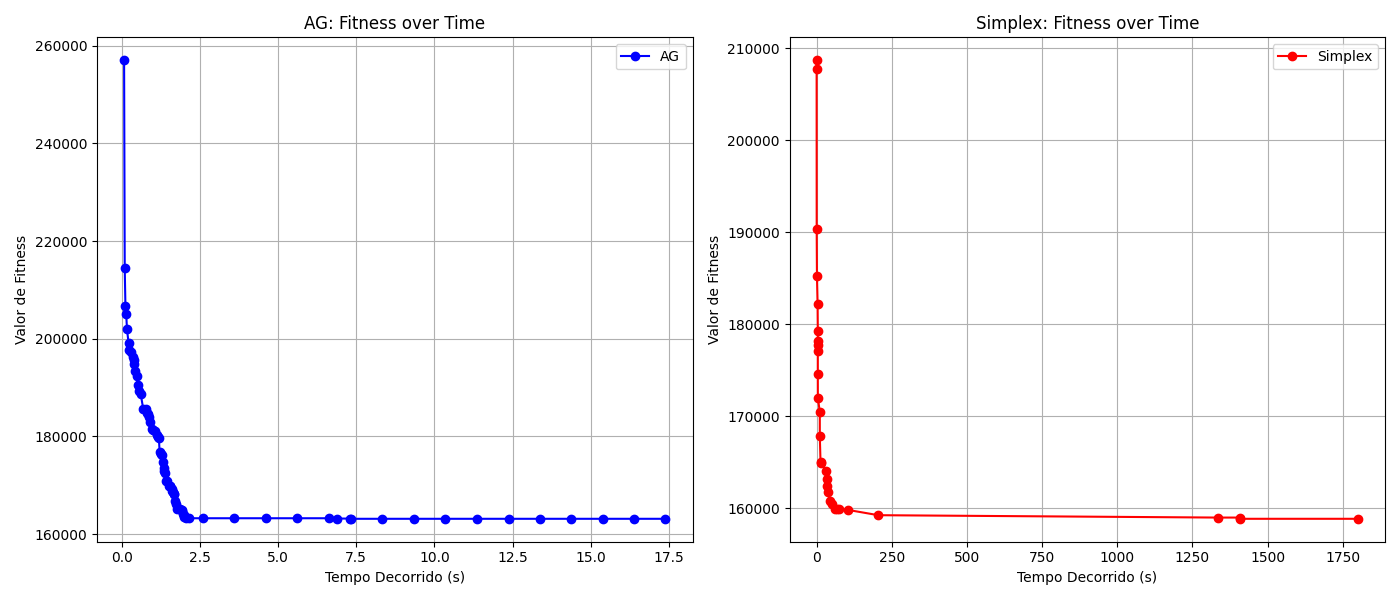 AG: Fitness over Time
260000
240000
220000
200000
180000
160000
Valor de Fitness
AG
0.0 2.5 5.0 7.5 10.0 12.5 15.0 17.5
Tempo Decorrido (s)
Simplex: Fitness over Time
210000
200000
190000
180000
170000
160000
Valor de Fitness
Simplex
0 250 500 750 1000 1250 1500 1750
Tempo Decorrido (s)